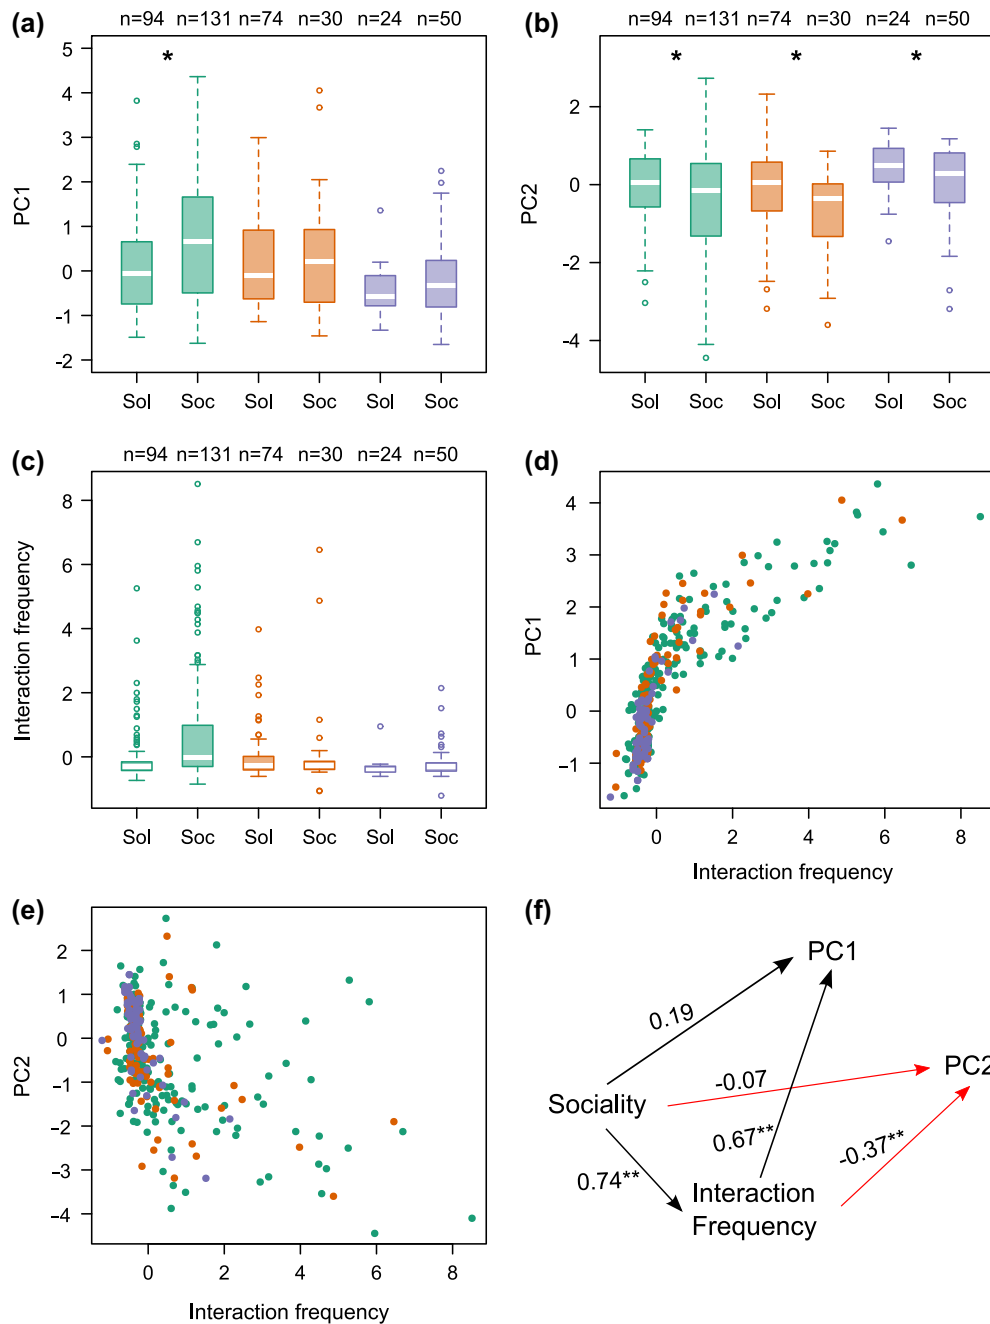 (a)
n=94 n=131 n=74 n=30 n=24 n=50
*
PC1
5
4
3
2
1
0
-1
-2
Sol Soc Sol Soc Sol Soc
(b)
n=94 n=131 n=74 n=30 n=24 n=50
* * *
PC2
2
0
-2
-4
Sol Soc Sol Soc Sol Soc
(c)
n=94 n=131 n=74 n=30 n=24 n=50
Interaction frequency
8
6
4
2
0
Sol Soc Sol Soc Sol Soc
(d)
PC1
4
3
2
1
0
-1
0 2 4 6 8
Interaction frequency
(e)
PC2
2
1
0
-1
-2
-3
-4
0 2 4 6 8
Interaction frequency
(f)
PC1
0.19
PC2
-0.07
Sociality
0.67**
-0.37**
0.74**
Interaction
Frequency